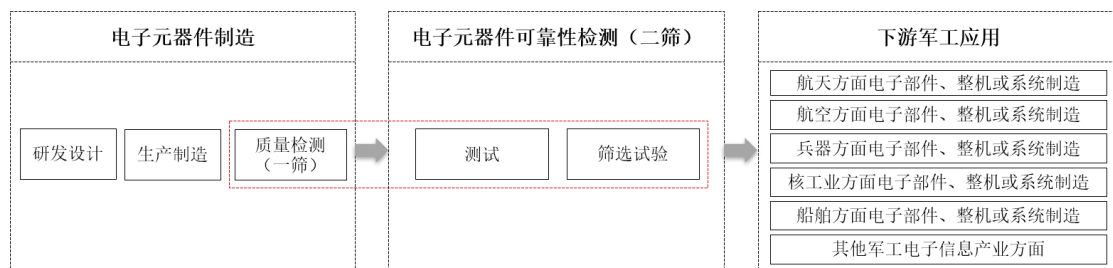 电子元器件制造
研发设计
生产制造
质量检测
（一筛）
电子元器件可靠性检测（二筛）
测试
筛选试验
下游军工应用
航天方面电子部件、整机或系统制造
航空方面电子部件、整机或系统制造
兵器方面电子部件、整机或系统制造
核工业方面电子部件、整机或系统制造
船舶方面电子部件、整机或系统制造
其他军工电子信息产业方面